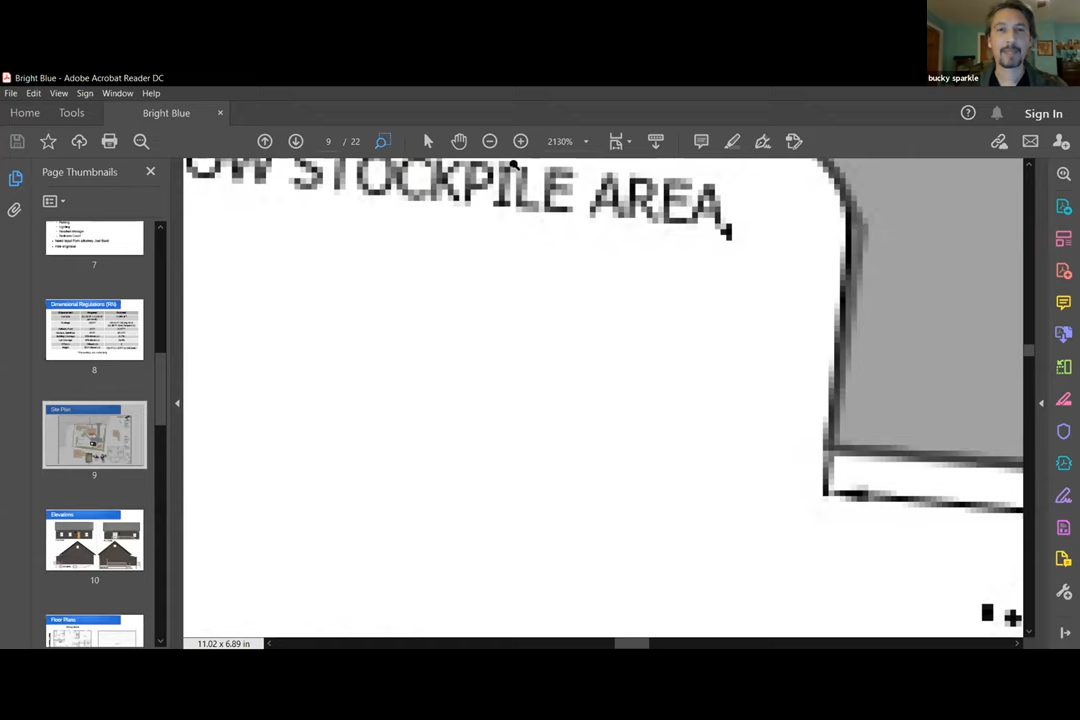 bucky sparkle
Bright Blue - Adobe Acrobat Reader DC
File Edit View Sign Window Help
Home Tools Bright Blue × Sign In
9 / 22 2130%
Page Thumbnails
OW STOCKPILE AREA
7
Dimensional Regulations (RN)
8
Site Plan
9
Elevations
10
Floor Plans
11.02 x 6.89 in